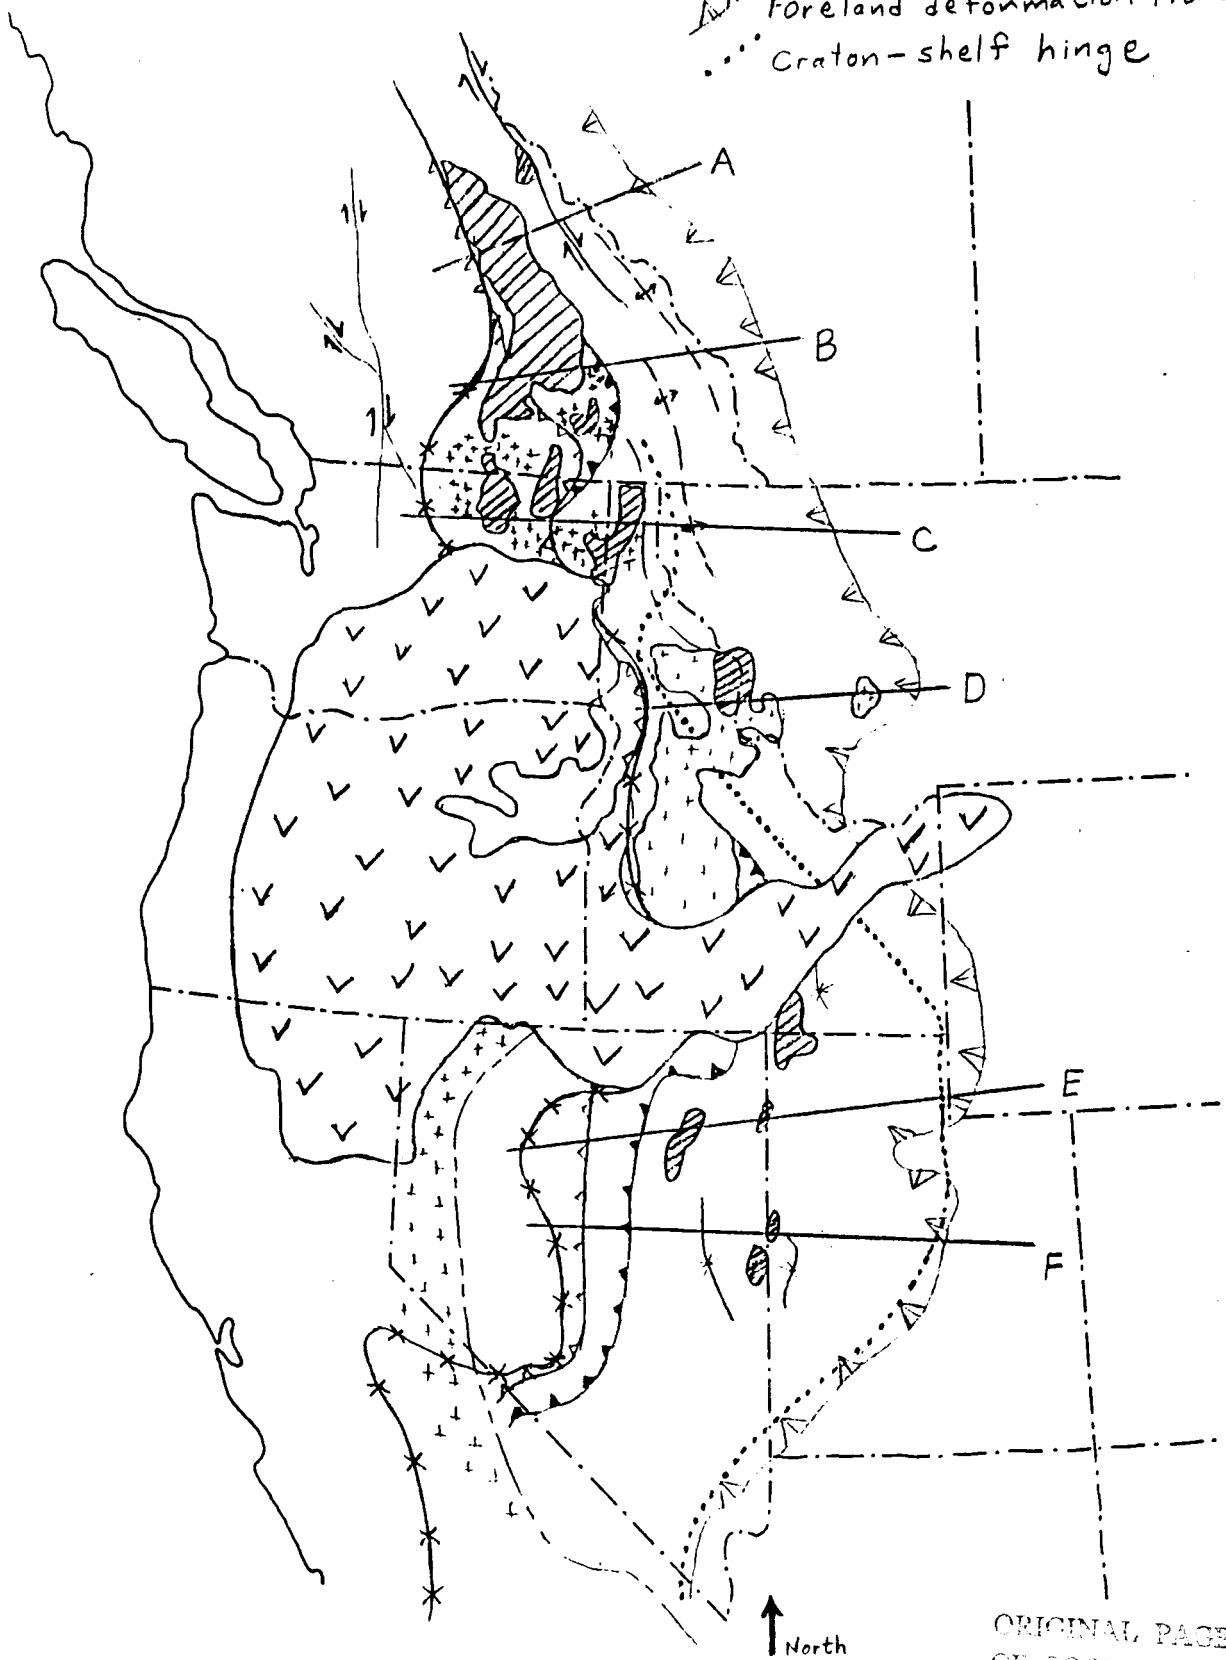 Foreland deformation
Craton-shelf hinge
A
B
C
D
E
F
North
ORIGINAL PAGE